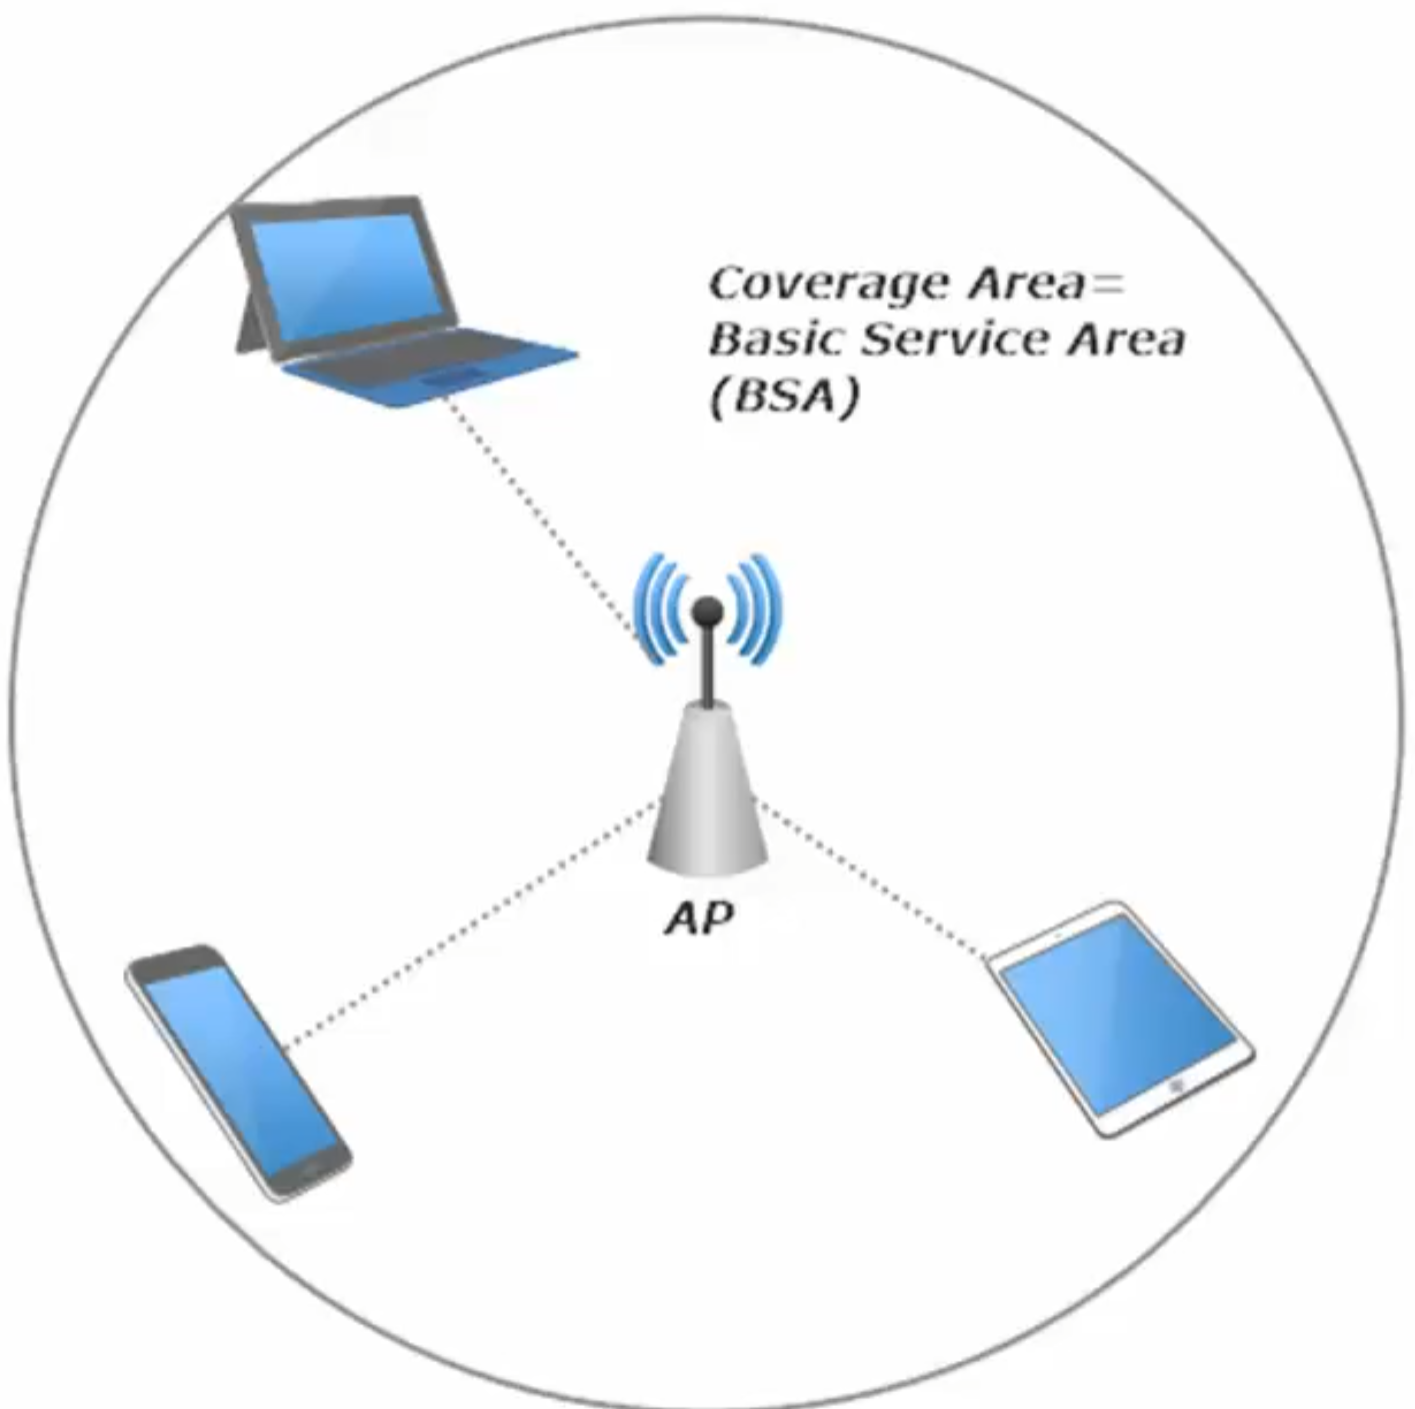 Coverage Area=
Basic Service Area
(BSA)
AP